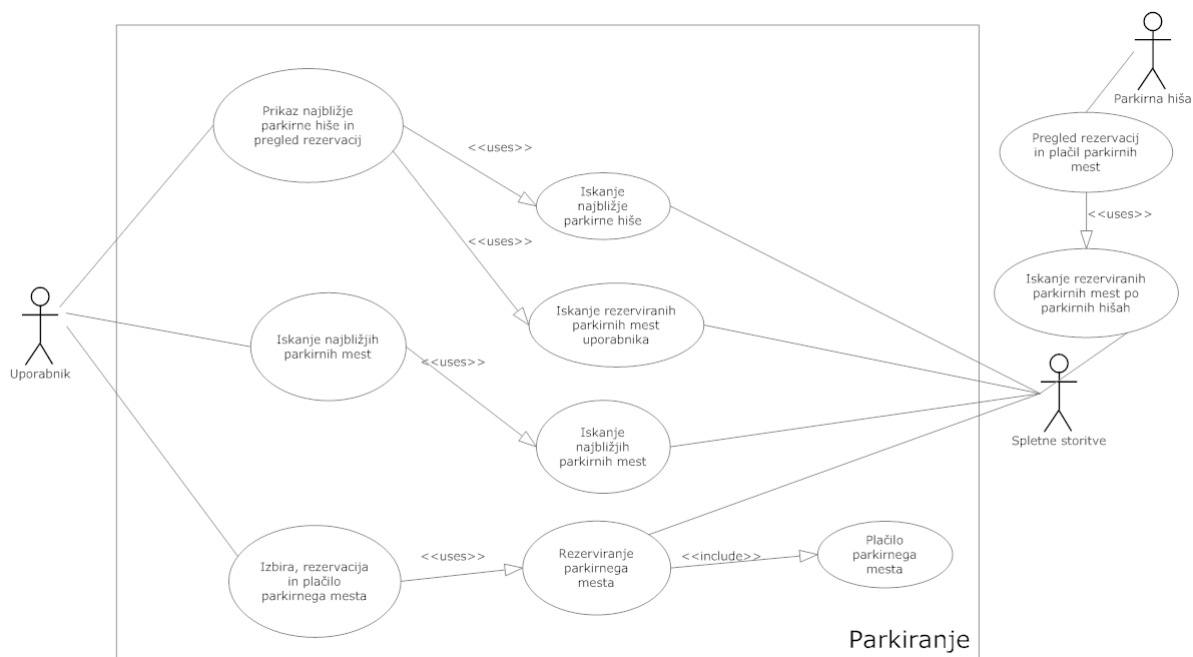 Parkirna hiša
Prikaz najbližje
parkirne hiše in
pregled rezervacij
<<uses>>
Pregled rezervacij
in plačil parkirnih
mest
Iskanje
najbližje
parkirne hiše
<<uses>>
<<uses>>
Iskanje rezerviranih
parkirnih mest po
parkirnih hišah
Iskanje rezerviranih
parkirnih mest
uporabnika
Iskanje najbližjih
parkirnih mest
<<uses>>
Uporabnik
Iskanje
najbližjih
parkirnih mest
Spletne storitve
Izbira, rezervacija
in plačilo
parkirnega mesta
<<uses>>
Rezerviranje
parkirnega
mesta
<<include>>
Plačilo
parkirnega
mesta
Parkiranje